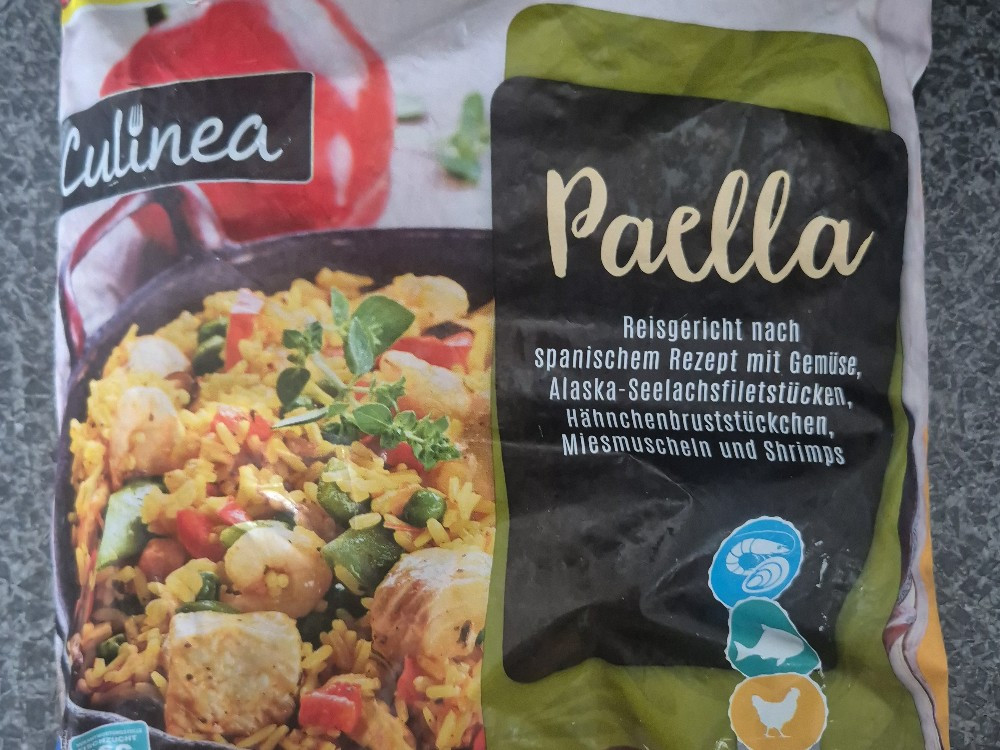 Culinea
Paella
Reisgericht nach
spanischem Rezept mit Gemüse,
Alaska-Seelachsfiletstücken,
Hähnchenbruststückchen,
Miesmuscheln und Shrimps